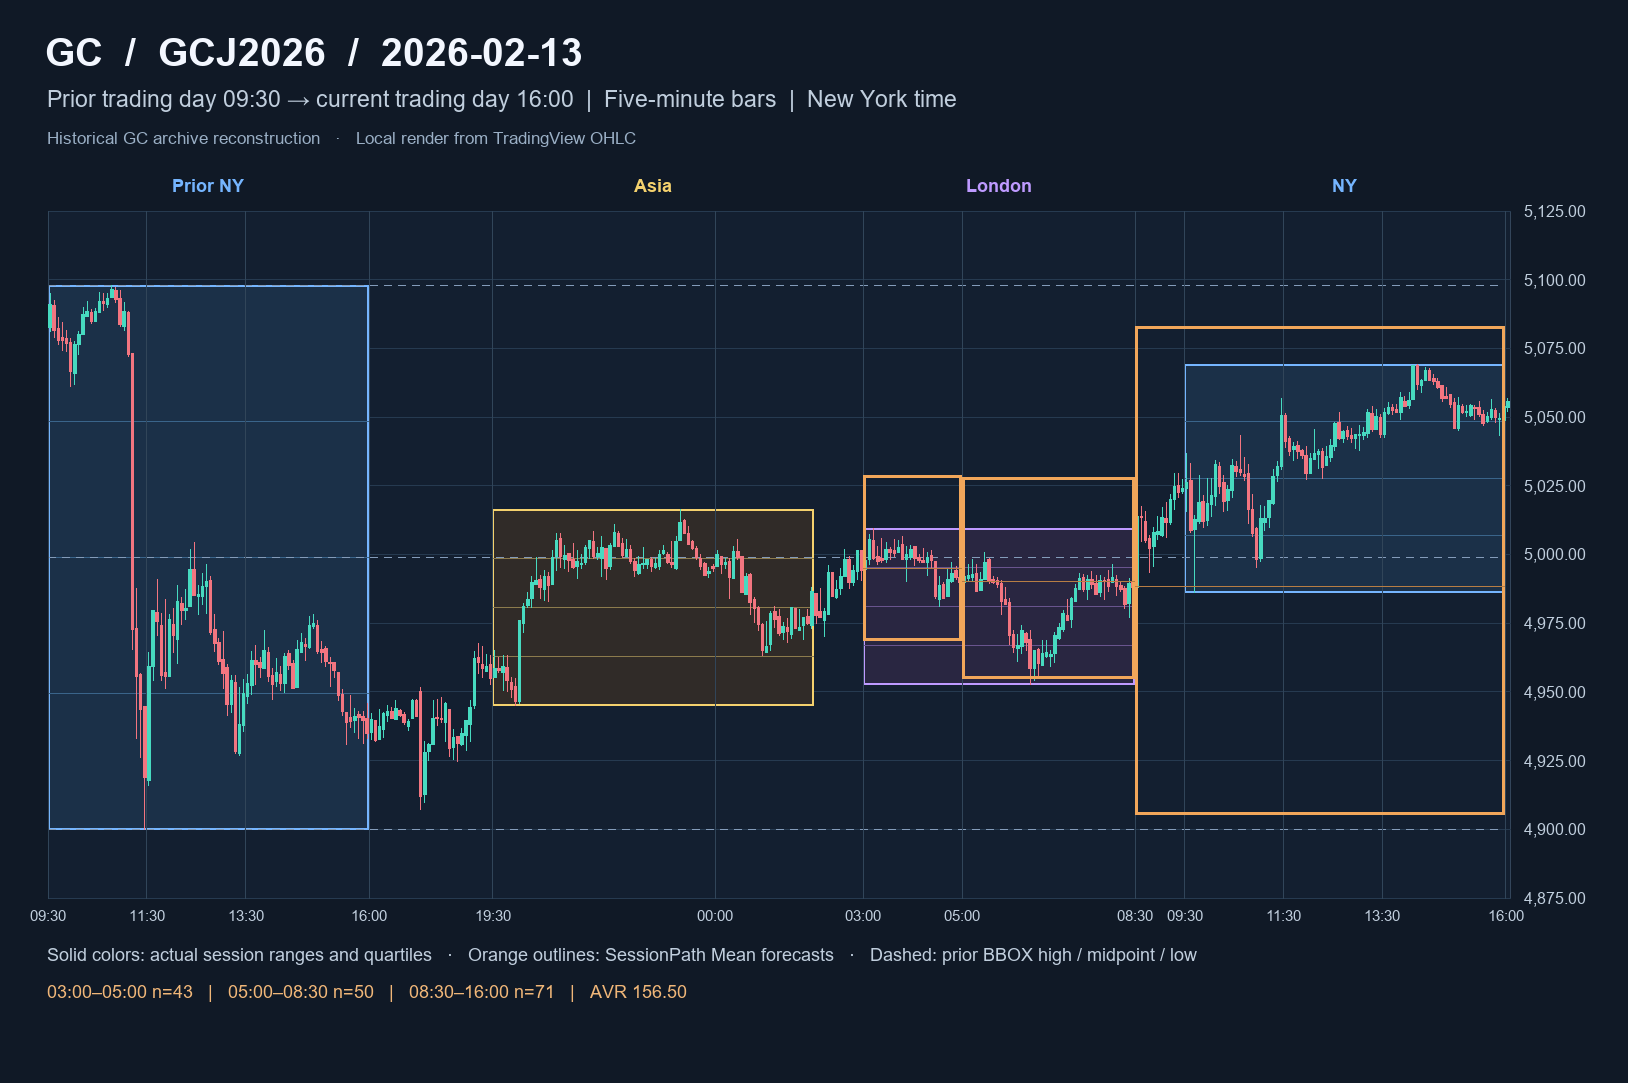 GC / GCJ2026 / 2026-02-13
Prior trading day 09:30 → current trading day 16:00 | Five-minute bars | New York time
Historical GC archive reconstruction · Local render from TradingView OHLC
Prior NY Asia London NY
5,125.00
5,100.00
5,075.00
5,050.00
5,025.00
5,000.00
4,975.00
4,950.00
4,925.00
4,900.00
4,875.00
09:30 11:30 13:30 16:00 19:30 00:00 03:00 05:00 08:30 09:30 11:30 13:30 16:00
Solid colors: actual session ranges and quartiles · Orange outlines: SessionPath Mean forecasts · Dashed: prior BBOX high / midpoint / low
03:00–05:00 n=43 | 05:00–08:30 n=50 | 08:30–16:00 n=71 | AVR 156.50